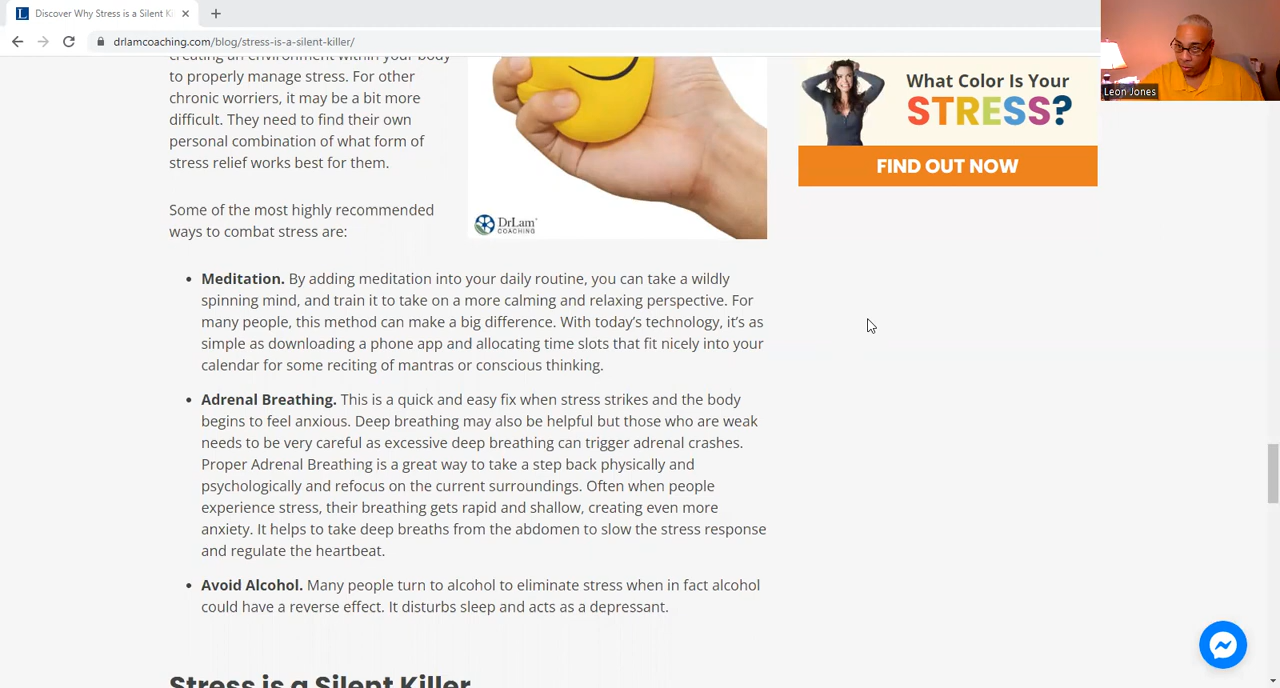 Discover Why Stress is a Silent Ki
drlamcoaching.com/blog/stress-is-a-silent-killer/
Leon Jones
creating an environment within your body
to properly manage stress. For other
chronic worriers, it may be a bit more
difficult. They need to find their own
personal combination of what form of
stress relief works best for them.
Some of the most highly recommended
ways to combat stress are:
DrLam
COACHING
What Color Is Your
STRESS?
FIND OUT NOW
• Meditation. By adding meditation into your daily routine, you can take a wildly
spinning mind, and train it to take on a more calming and relaxing perspective. For
many people, this method can make a big difference. With today’s technology, it’s as
simple as downloading a phone app and allocating time slots that fit nicely into your
calendar for some reciting of mantras or conscious thinking.
• Adrenal Breathing. This is a quick and easy fix when stress strikes and the body
begins to feel anxious. Deep breathing may also be helpful but those who are weak
needs to be very careful as excessive deep breathing can trigger adrenal crashes.
Proper Adrenal Breathing is a great way to take a step back physically and
psychologically and refocus on the current surroundings. Often when people
experience stress, their breathing gets rapid and shallow, creating even more
anxiety. It helps to take deep breaths from the abdomen to slow the stress response
and regulate the heartbeat.
• Avoid Alcohol. Many people turn to alcohol to eliminate stress when in fact alcohol
could have a reverse effect. It disturbs sleep and acts as a depressant.
Stress is a Silent Killer